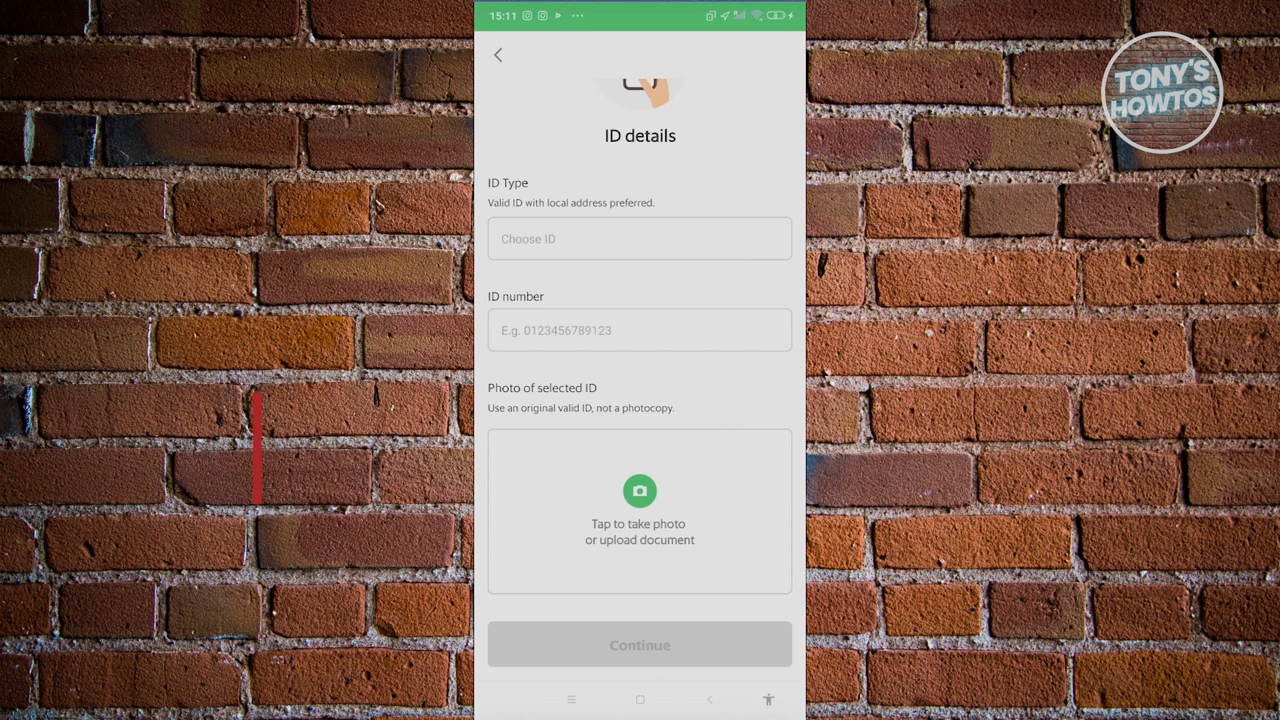 15:11
TONY'S
HOWTOS
ID details
ID Type
Valid ID with local address preferred.
Choose ID
ID number
E.g. 0123456789123
Photo of selected ID
Use an original valid ID, not a photocopy.
Tap to take photo
or upload document
Continue